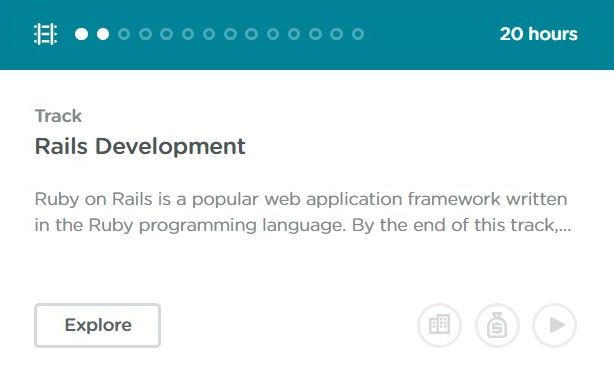 20 hours
Track
Rails Development
Ruby on Rails is a popular web application framework written
in the Ruby programming language. By the end of this track,...
Explore